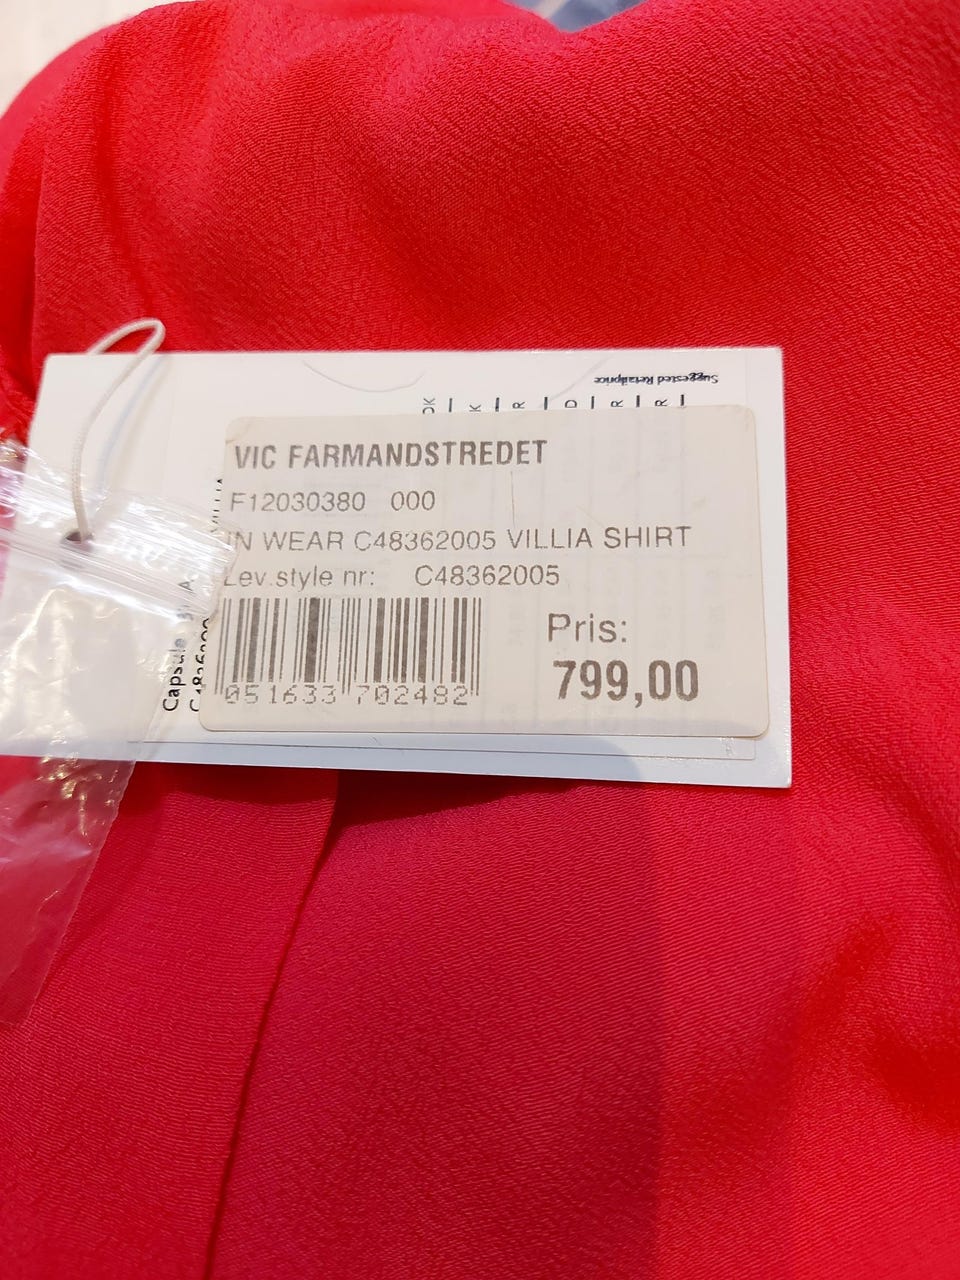 Suggested Retailprice
VIC FARMANDSTREDET
F12030380 000
IN WEAR C48362005 VILLIA SHIRT
Lev.style nr: C48362005
Pris:
799,00
051633 702482
Capsule